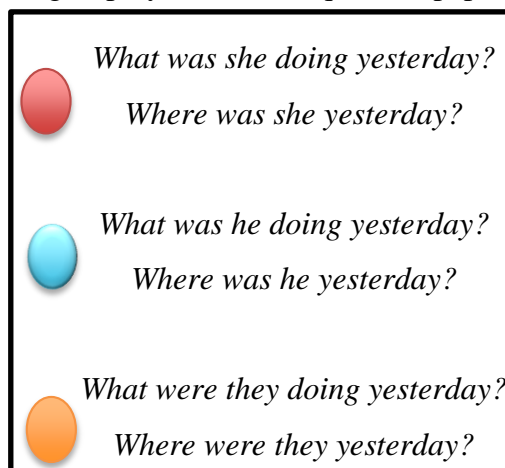 What was she doing yesterday?
Where was she yesterday?
What was he doing yesterday?
Where was he yesterday?
What were they doing yesterday?
Where were they yesterday?